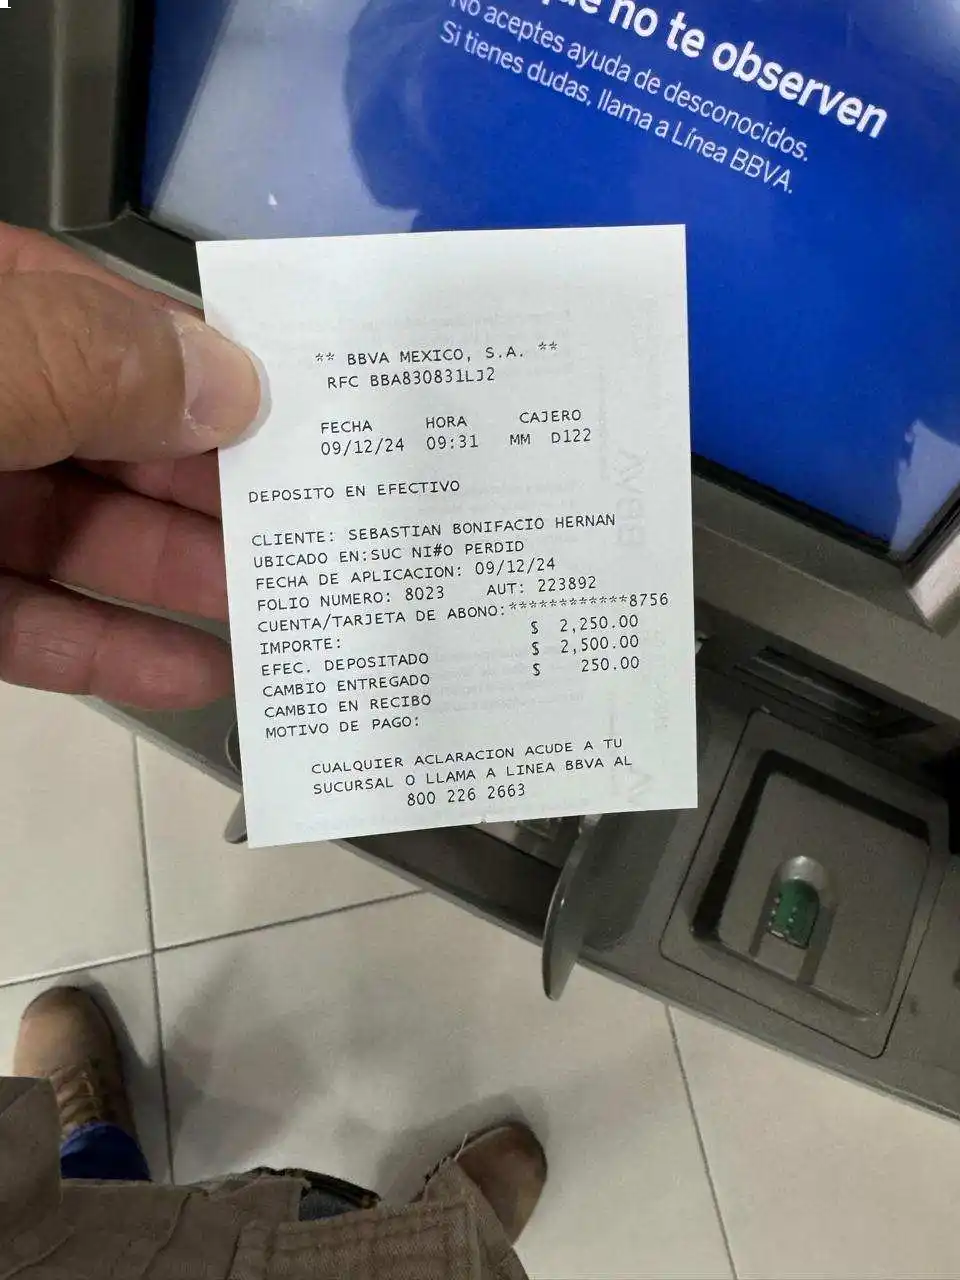 no te observen
No aceptes ayuda de desconocidos.
Si tienes dudas, llama a Línea BBVA.
** BBVA MEXICO, S.A. **
RFC BBA830831LJ2
FECHA HORA CAJERO
09/12/24 09:31 MM D122
DEPOSITO EN EFECTIVO
CLIENTE: SEBASTIAN BONIFACIO HERNAN
UBICADO EN:SUC NI#O PERDID
FECHA DE APLICACION: 09/12/24
FOLIO NUMERO: 8023 AUT: 223892
CUENTA/TARJETA DE ABONO:************8756
IMPORTE: $ 2,250.00
EFEC. DEPOSITADO $ 2,500.00
CAMBIO ENTREGADO $ 250.00
CAMBIO EN RECIBO
MOTIVO DE PAGO:
CUALQUIER ACLARACION ACUDE A TU
SUCURSAL O LLAMA A LINEA BBVA AL
800 226 2663